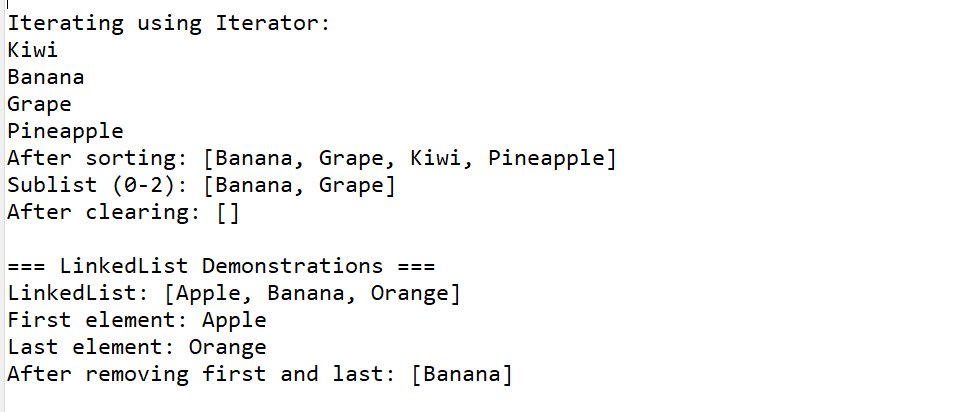 Iterating using Iterator:
Kiwi
Banana
Grape
Pineapple
After sorting: [Banana, Grape, Kiwi, Pineapple]
Sublist (0-2): [Banana, Grape]
After clearing: []

=== LinkedList Demonstrations ===
LinkedList: [Apple, Banana, Orange]
First element: Apple
Last element: Orange
After removing first and last: [Banana]